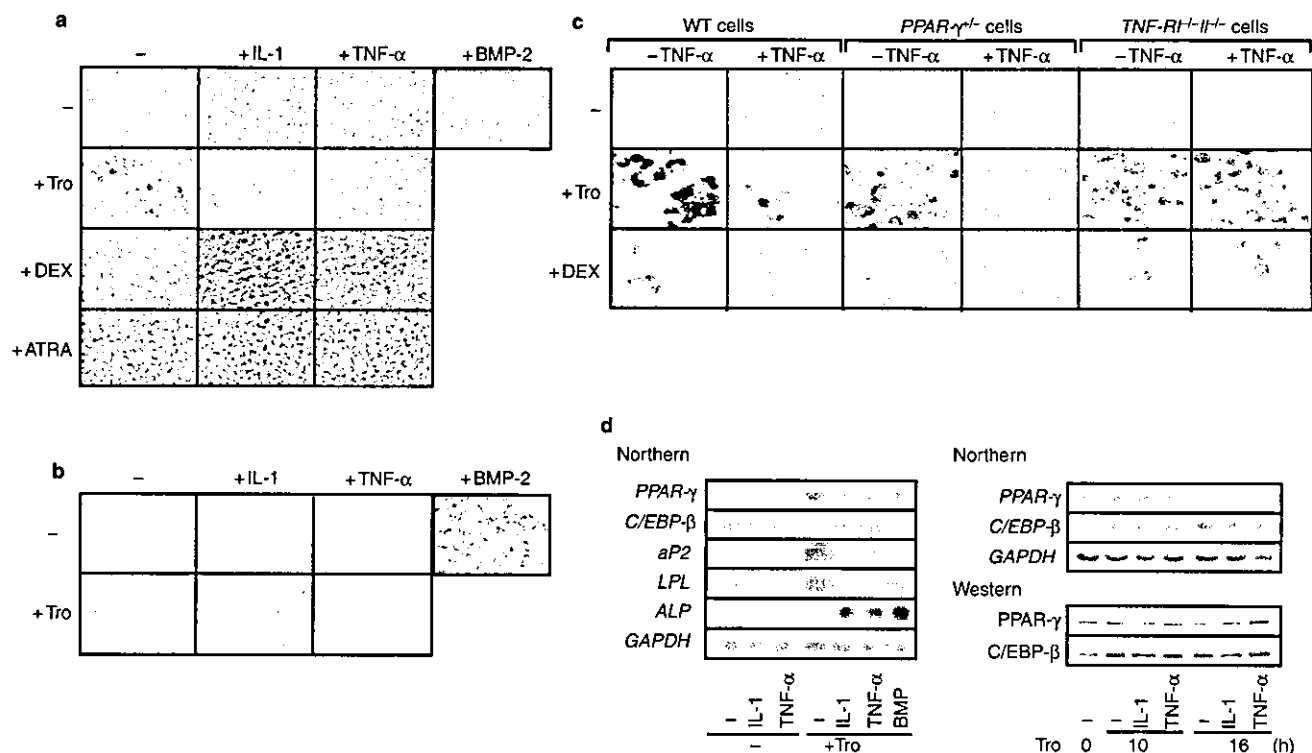 a
– +IL-1 +TNF-α +BMP-2
–
+Tro
+DEX
+ATRA
b
– +IL-1 +TNF-α +BMP-2
–
+Tro
c
WT cells PPAR-γ+/– cells TNF-RI–/–II–/– cells
–TNF-α +TNF-α –TNF-α +TNF-α –TNF-α +TNF-α
–
+Tro
+DEX
d
Northern
PPAR-γ
C/EBP-β
aP2
LPL
ALP
GAPDH
– IL-1 TNF-α – IL-1 TNF-α BMP
– +Tro
Northern
PPAR-γ
C/EBP-β
GAPDH
Western
PPAR-γ
C/EBP-β
– – IL-1 TNF-α – IL-1 TNF-α
Tro 0 10 16 (h)